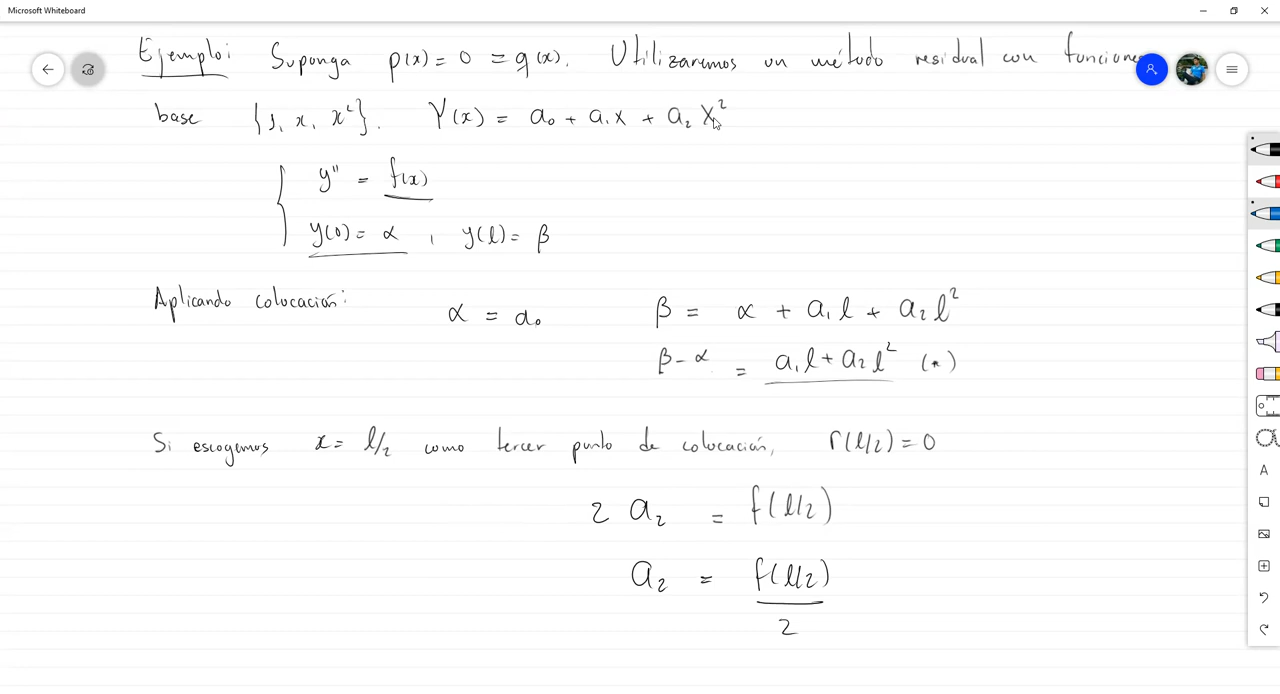 Microsoft Whiteboard
Ejemplo: Suponga p(x) = 0 = q(x). Utilizaremos un método residual con funciones
base {1, x, x²}. Y(x) = a₀ + a₁x + a₂x²
y'' = f(x)
y(0) = α , y(l) = β
Aplicando colocación: α = a₀ β = α + a₁l + a₂l²
β - α = a₁l + a₂l² (*)
Si escogemos x = l/2 como tercer punto de colocación, r(l/2) = 0
2 a₂ = f(l/2)
a₂ = f(l/2)
2